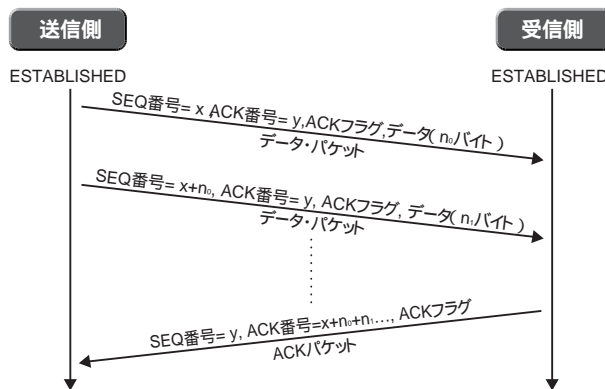 送信側
受信側
ESTABLISHED
ESTABLISHED
SEQ番号= x ,ACK番号= y,ACKフラグ,データ( n₀バイト )
データ・パケット
SEQ番号= x+n₀, ACK番号= y, ACKフラグ, データ( n₁バイト )
データ・パケット
SEQ番号= y, ACK番号=x+n₀+n₁…, ACKフラグ
ACKパケット